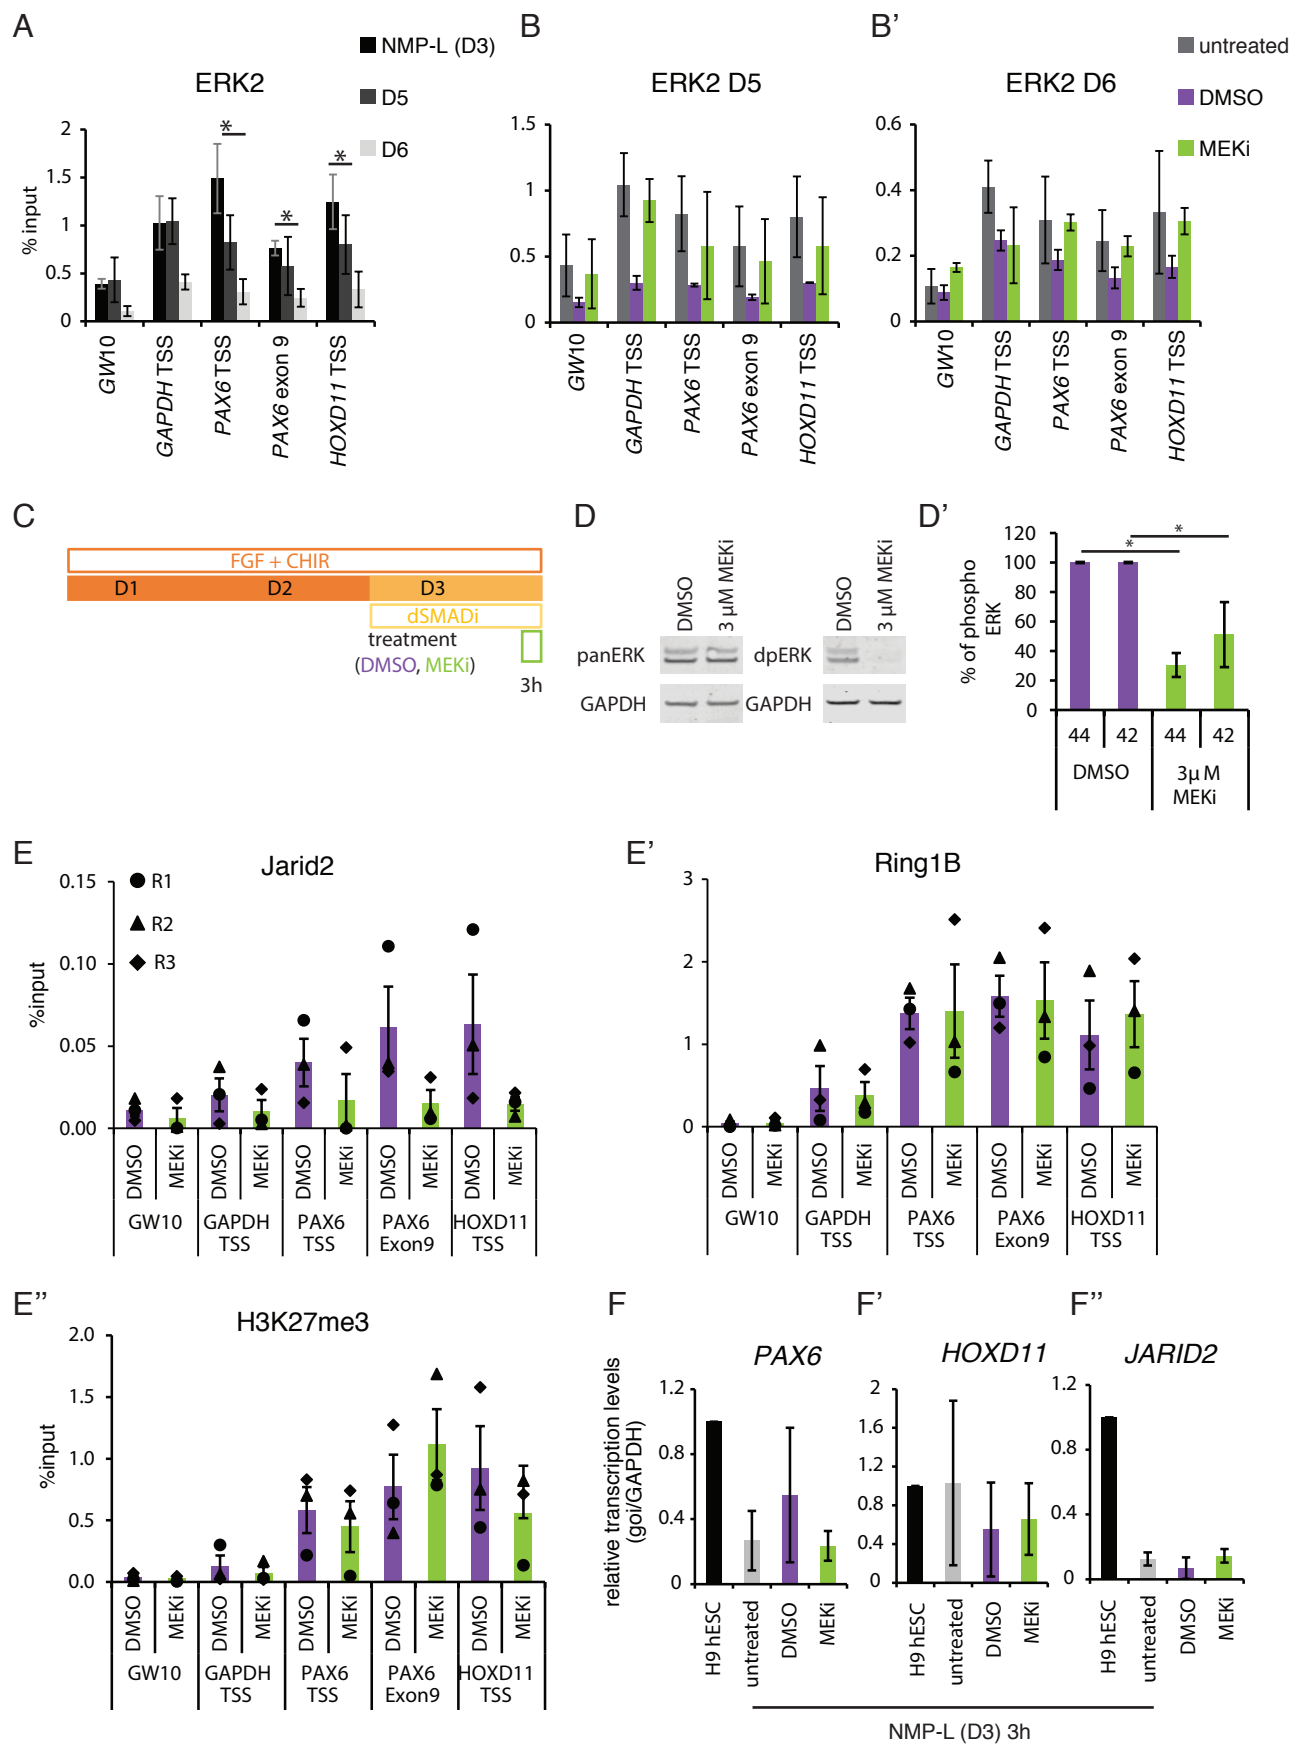 A
B
B’
NMP-L (D3)
D5
D6
ERK2
ERK2 D5
ERK2 D6
untreated
DMSO
MEKi
% input
2
1.5
1
0.5
0
*
*
*
GW10
GAPDH TSS
PAX6 TSS
PAX6 exon 9
HOXD11 TSS
1.5
1
0.5
0
GW10
GAPDH TSS
PAX6 TSS
PAX6 exon 9
HOXD11 TSS
0.6
0.4
0.2
0
GW10
GAPDH TSS
PAX6 TSS
PAX6 exon 9
HOXD11 TSS
C
FGF + CHIR
D1 D2 D3
dSMADi
treatment
(DMSO, MEKi)
3h
D
DMSO
3 µM MEKi
DMSO
3 µM MEKi
panERK
dpERK
GAPDH
GAPDH
D’
% of phospho
ERK
120
100
80
60
40
20
0
*
*
44 42 44 42
DMSO
3µ M
MEKi
E
Jarid2
R1
R2
R3
%input
0.15
0.10
0.05
0.00
DMSO MEKi DMSO MEKi DMSO MEKi DMSO MEKi DMSO MEKi
GW10
GAPDH
TSS
PAX6
TSS
PAX6
Exon9
HOXD11
TSS
E’
Ring1B
3
2
1
0
DMSO MEKi DMSO MEKi DMSO MEKi DMSO MEKi DMSO MEKi
GW10
GAPDH
TSS
PAX6
TSS
PAX6
Exon9
HOXD11
TSS
E’’
H3K27me3
%input
2.0
1.5
1.0
0.5
0.0
DMSO MEKi DMSO MEKi DMSO MEKi DMSO MEKi DMSO MEKi
GW10
GAPDH
TSS
PAX6
TSS
PAX6
Exon9
HOXD11
TSS
F
F’
F’’
relative transcription levels
(goi/GAPDH)
PAX6
1.2
0.8
0.4
0
H9 hESC
untreated
DMSO
MEKi
HOXD11
2
1.6
1.2
0.8
0.4
0
H9 hESC
untreated
DMSO
MEKi
JARID2
1.2
0.8
0.4
0
H9 hESC
untreated
DMSO
MEKi
NMP-L (D3) 3h